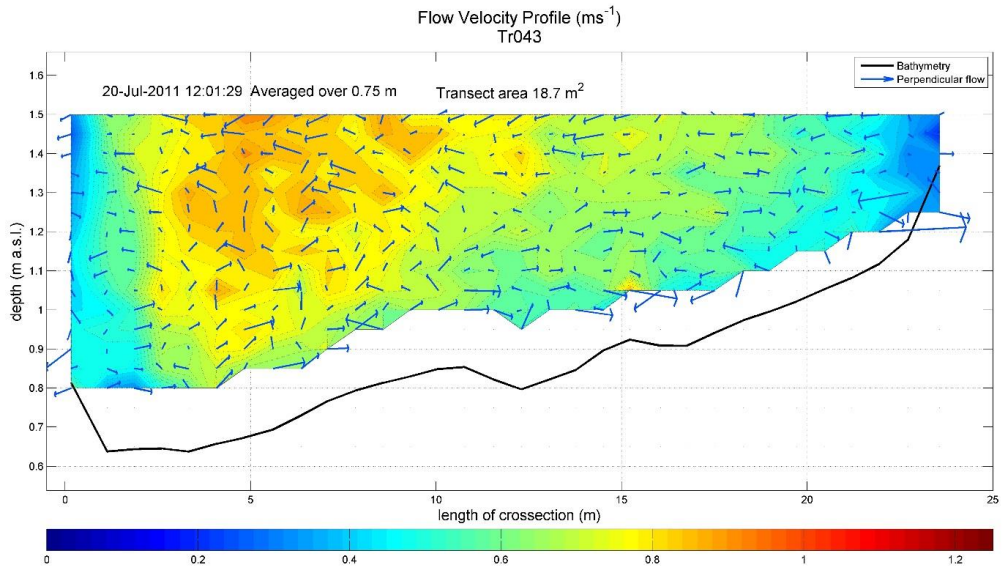 Flow Velocity Profile (ms-1)
Tr043
Bathymetry
Perpendicular flow
20-Jul-2011 12:01:29 Averaged over 0.75 m
Transect area 18.7 m2
depth (m a.s.l.)
1.6
1.5
1.4
1.3
1.2
1.1
1
0.9
0.8
0.7
0.6
0 5 10 15 20 25
length of crossection (m)
0 0.2 0.4 0.6 0.8 1 1.2